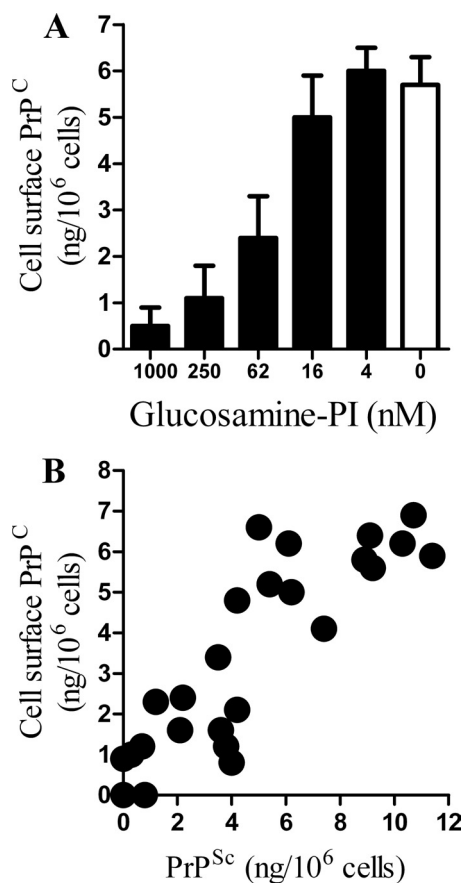 A
Cell surface PrP^C
(ng/10^6 cells)
7
6
5
4
3
2
1
0
1000 250 62 16 4 0
Glucosamine-PI (nM)
B
Cell surface PrP^C
(ng/10^6 cells)
8
7
6
5
4
3
2
1
0
0 2 4 6 8 10 12
PrP^Sc (ng/10^6 cells)